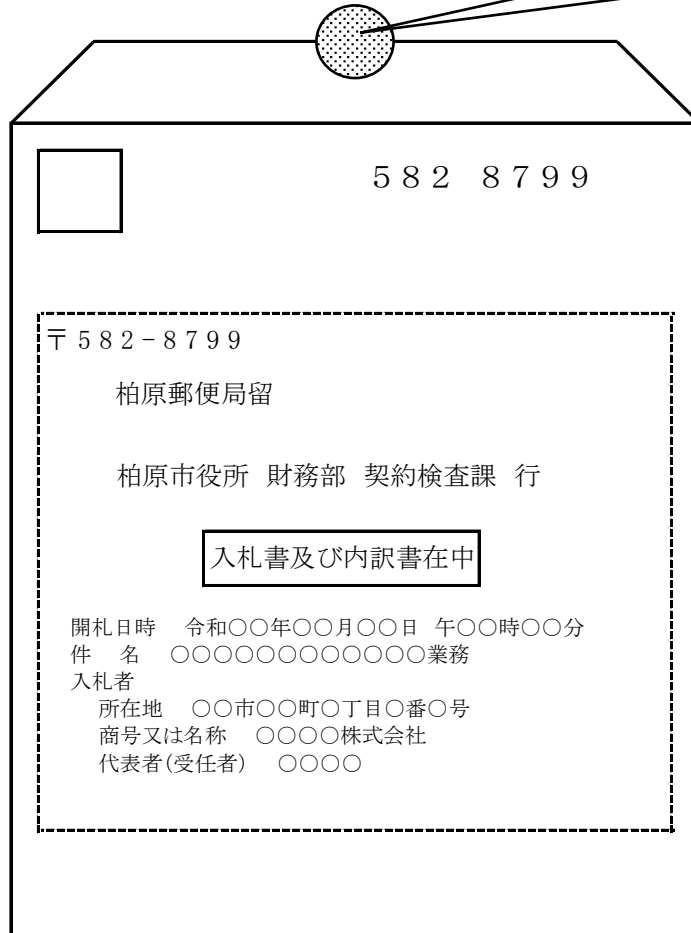 ５８２ ８７９９
〒５８２－８７９９
柏原郵便局留
柏原市役所 財務部 契約検査課 行
入札書及び内訳書在中
開札日時　令和○○年○○月○○日 午○○時○○分
件　名　○○○○○○○○○○○○業務
入札者
所在地　○○市○○町○丁目○番○号
商号又は名称　○○○○株式会社
代表者(受任者)　○○○○